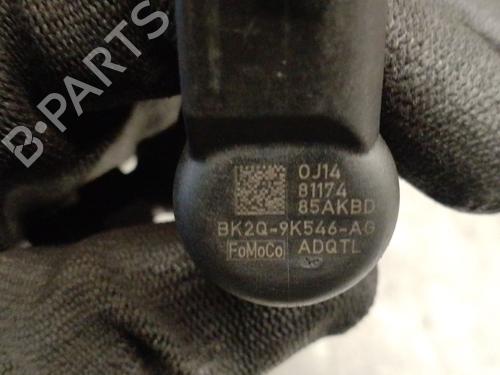 B-PARTS
0J14
81174
85AKBD
BK2Q-9K546-AG
FoMoCo ADQTL